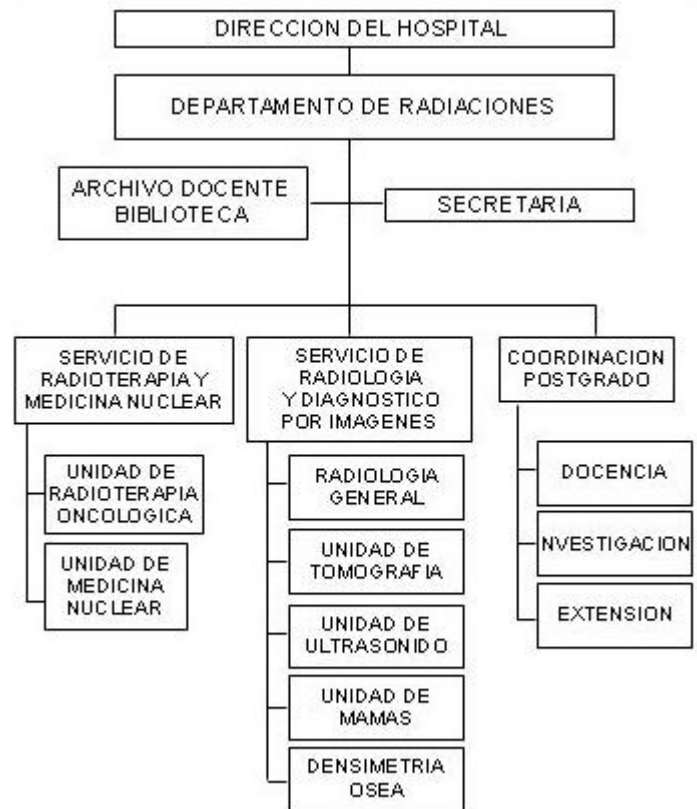 DIRECCION DEL HOSPITAL
DEPARTAMENTO DE RADIACIONES
ARCHIVO DOCENTE
BIBLIOTECA
SECRETARIA
SERVICIO DE
RADIOTERAPIA Y
MEDICINA NUCLEAR
UNIDAD DE
RADIOTERAPIA
ONCOLOGICA
UNIDAD DE
MEDICINA
NUCLEAR
SERVICIO DE
RADIOLOGIA
Y DIAGNOSTICO
POR IMAGENES
RADIOLOGIA
GENERAL
UNIDAD DE
TOMOGRAFIA
UNIDAD DE
ULTRASONIDO
UNIDAD DE
MAMAS
DENSIMETRIA
OSEA
COORDINACION
POSTGRADO
DOCENCIA
NVESTIGACION
EXTENSION